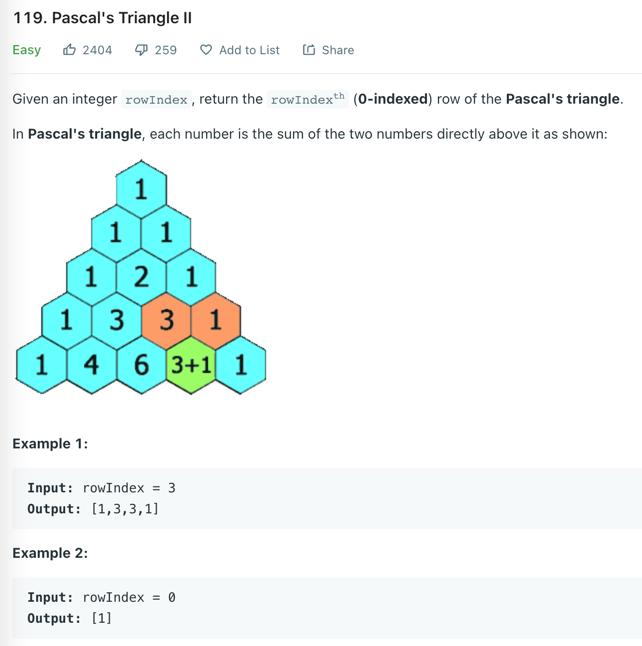 119. Pascal's Triangle II
Easy 2404 259 Add to List Share
Given an integer rowIndex, return the rowIndexth (0-indexed) row of the Pascal's triangle.
In Pascal's triangle, each number is the sum of the two numbers directly above it as shown:
1
1 1
1 2 1
1 3 3 1
1 4 6 3+1 1
Example 1:
Input: rowIndex = 3
Output: [1,3,3,1]
Example 2:
Input: rowIndex = 0
Output: [1]